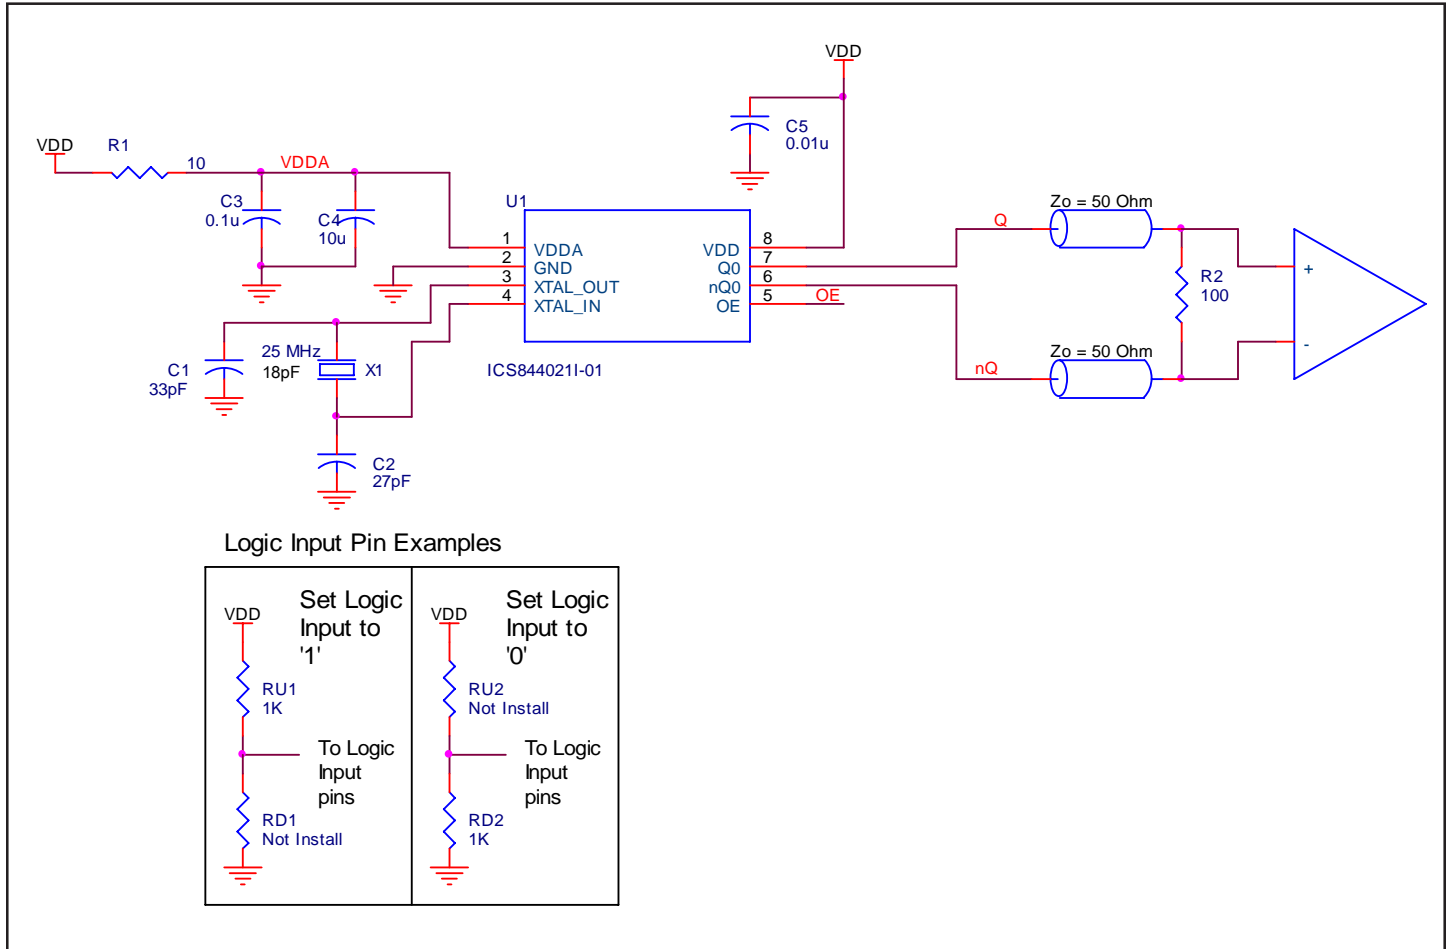 VDD
C5
0.01u
VDD
R1
10
VDDA
C3
0.1u
C4
10u
U1
1
VDDA
2
GND
3
XTAL_OUT
4
XTAL_IN
VDD
8
Q0
7
nQ0
6
OE
5
OE
ICS844021I-01
Q
Zo = 50 Ohm
R2
100
+
-
nQ
Zo = 50 Ohm
C1
33pF
25 MHz
18pF
X1
C2
27pF
Logic Input Pin Examples
VDD
Set Logic
Input to
'1'
RU1
1K
To Logic
Input
pins
RD1
Not Install
VDD
Set Logic
Input to
'0'
RU2
Not Install
To Logic
Input
pins
RD2
1K